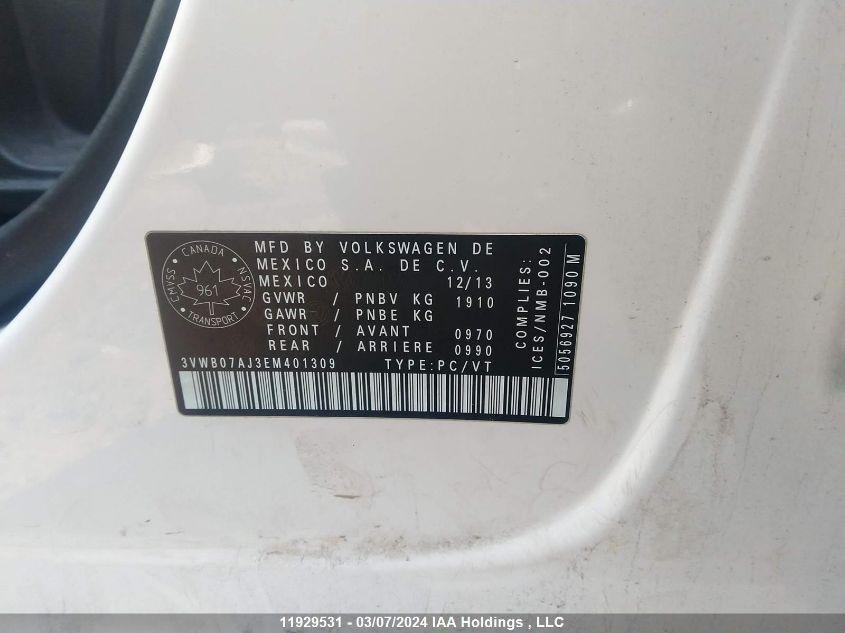 CANADA
CMVSS
NSVAC
961
• TRANSPORT •
MFD BY VOLKSWAGEN DE
MEXICO S.A. DE C.V.
MEXICO 12/13
GVWR / PNBV KG 1910
GAWR / PNBE KG
FRONT / AVANT 0970
REAR / ARRIERE 0990
3VWB07AJ3EM401309 TYPE:PC/VT
COMPLIES:
ICES/NMB-002
5056927 1090 M
11929531 - 03/07/2024 IAA Holdings , LLC